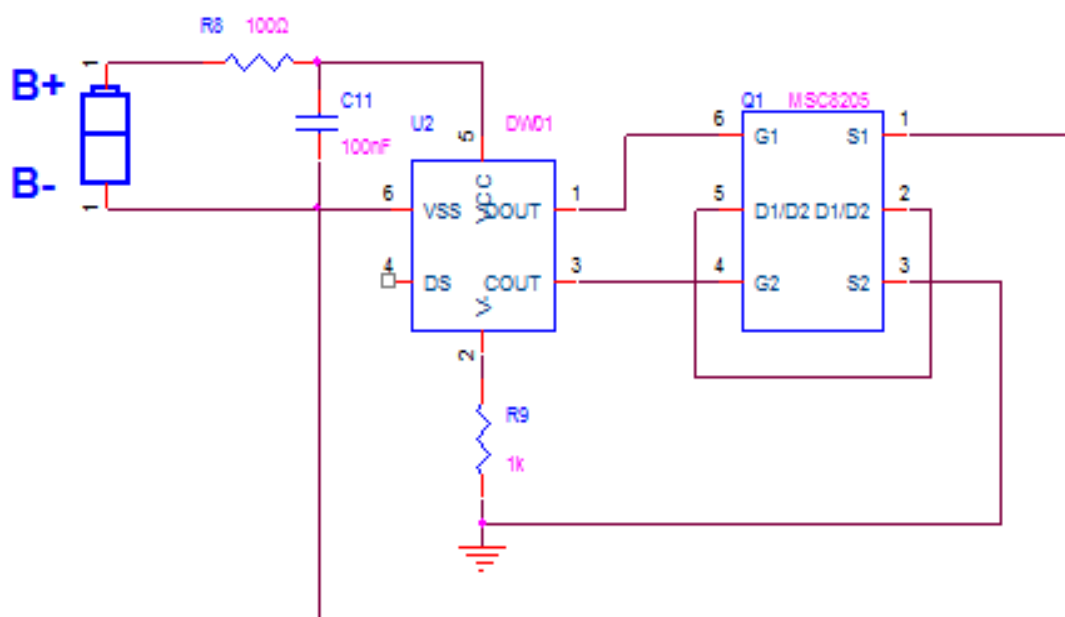 R8 100Ω
B+
1
C11
100nF
B-
1
U2 DW01
5
VCC
6 VSS
DOUT 1
4 DS
COUT 3
V-
2
R9
1k
Q1 MSC8205
6 G1
S1 1
5 D1/D2
D1/D2 2
4 G2
S2 3